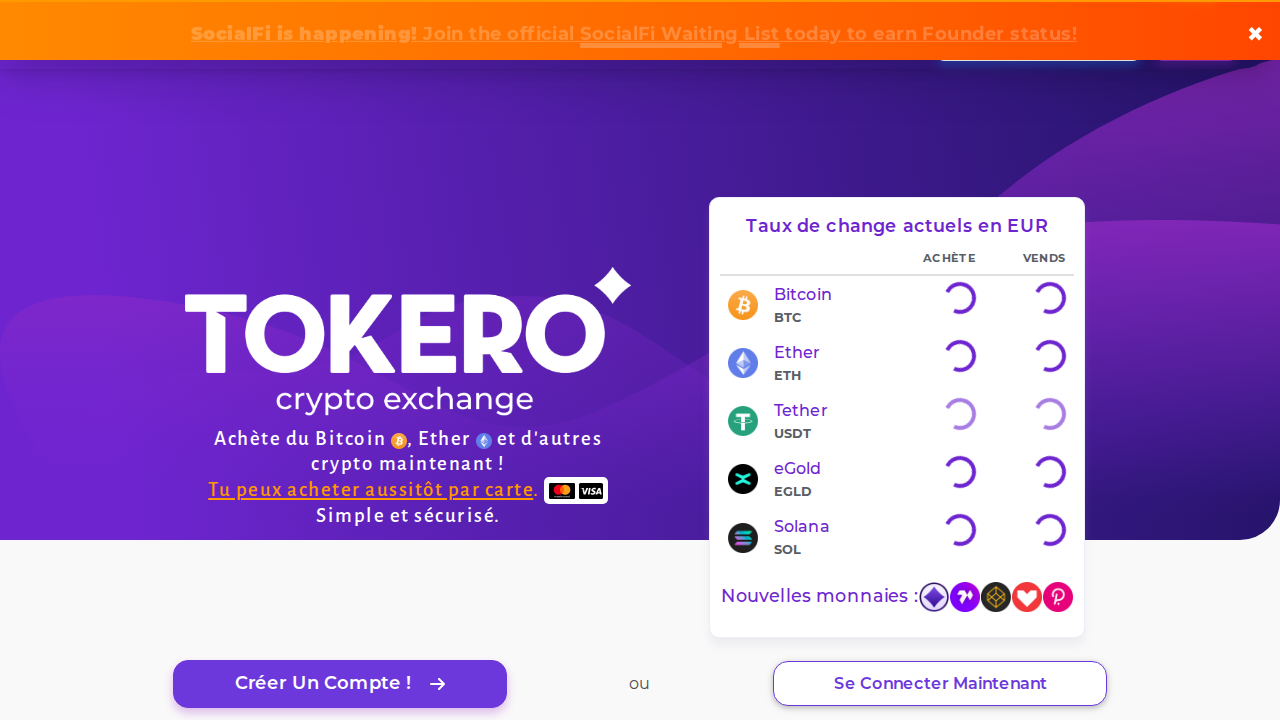 SocialFi is happening! Join the official SocialFi Waiting List today to earn Founder status!
✖
TOKERO
crypto exchange
Achète du Bitcoin , Ether et d'autres
crypto maintenant !
Tu peux acheter aussitôt par carte. VISA
Simple et sécurisé.
Taux de change actuels en EUR
ACHÈTE VENDS
Bitcoin
BTC
Ether
ETH
Tether
USDT
eGold
EGLD
Solana
SOL
Nouvelles monnaies :
Créer Un Compte ! →
ou
Se Connecter Maintenant